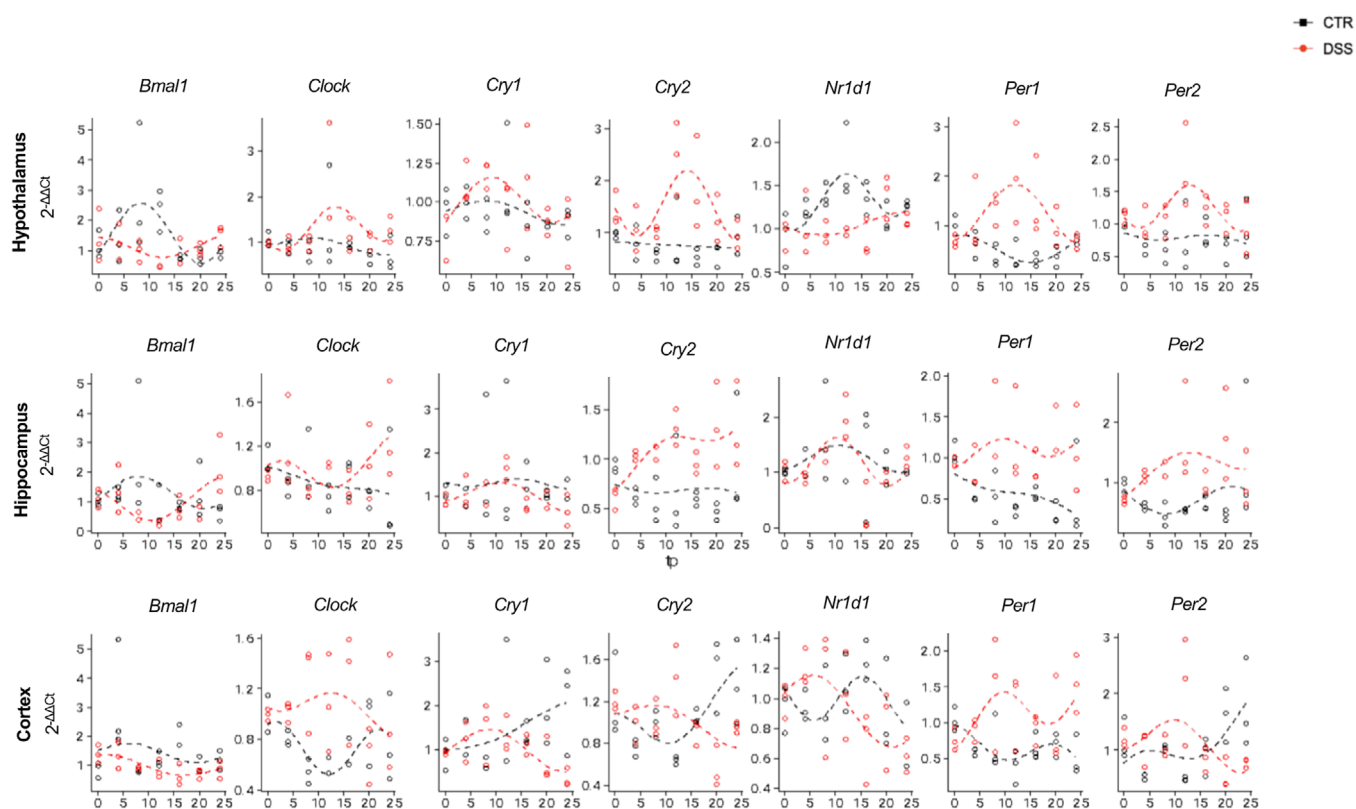 CTR
DSS
Bmal1 Clock Cry1 Cry2 Nr1d1 Per1 Per2
Hypothalamus
2-ΔΔCt
5 4 3 2 1
3 2 1
1.50 1.25 1.00 0.75
3 2 1
2.0 1.5 1.0 0.5
3 2 1
2.5 2.0 1.5 1.0 0.5
0 5 10 15 20 25 0 5 10 15 20 25 0 5 10 15 20 25 0 5 10 15 20 25 0 5 10 15 20 25 0 5 10 15 20 25 0 5 10 15 20 25
Bmal1 Clock Cry1 Cry2 Nr1d1 Per1 Per2
Hippocampus
2-ΔΔCt
5 4 3 2 1 0
1.6 1.2 0.8
3 2 1
1.5 1.0 0.5
2 1 0
2.0 1.5 1.0 0.5
2 1
0 5 10 15 20 25 0 5 10 15 20 25 0 5 10 15 20 25 0 5 10 15 20 25 0 5 10 15 20 25 0 5 10 15 20 25 0 5 10 15 20 25
tp
Bmal1 Clock Cry1 Cry2 Nr1d1 Per1 Per2
Cortex
2-ΔΔCt
5 4 3 2 1
1.6 1.2 0.8 0.4
3 2 1
1.6 1.2 0.8 0.4
1.4 1.2 1.0 0.8 0.6 0.4
2.0 1.5 1.0 0.5
3 2 1
0 5 10 15 20 25 0 5 10 15 20 25 0 5 10 15 20 25 0 5 10 15 20 25 0 5 10 15 20 25 0 5 10 15 20 25 0 5 10 15 20 25